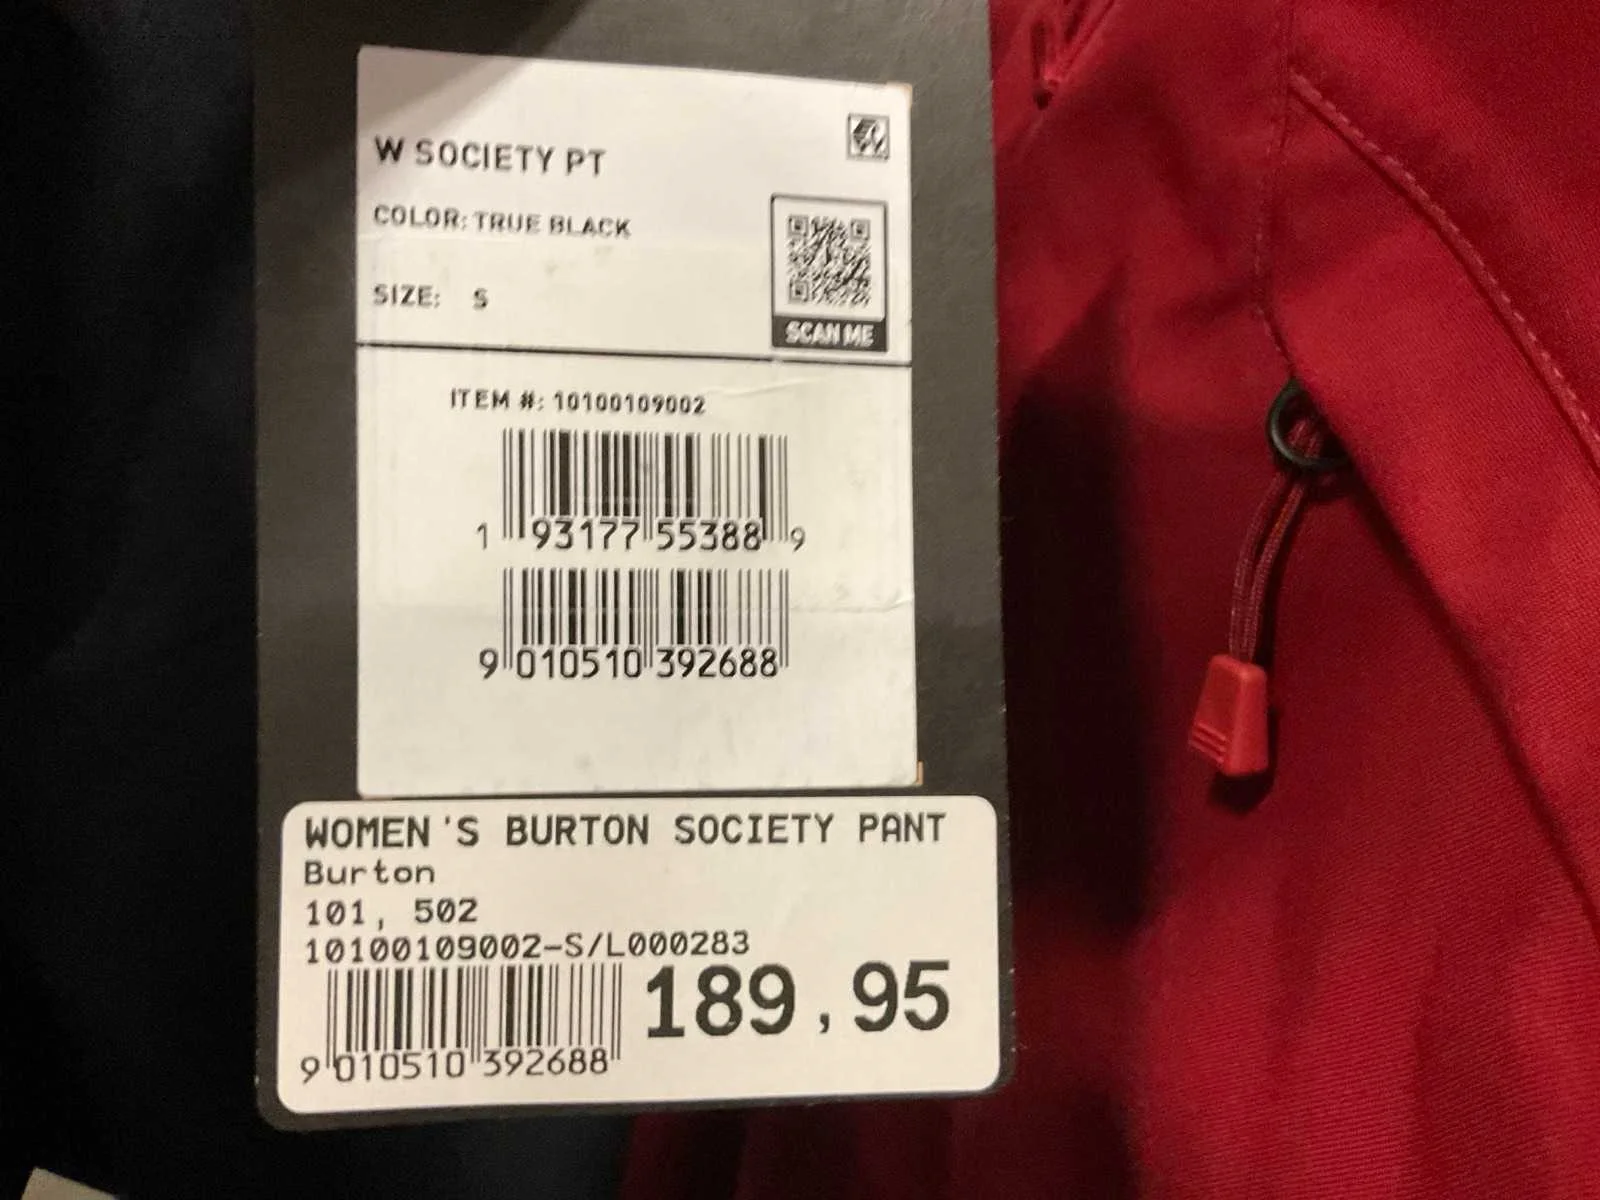 W SOCIETY PT
COLOR: TRUE BLACK
SIZE: S
SCAN ME
ITEM #: 10100109002
1 93177 55388 9
9 010510 392688
WOMEN'S BURTON SOCIETY PANT
Burton
101, 502
10100109002-S/L000283
189,95
9 010510 392688